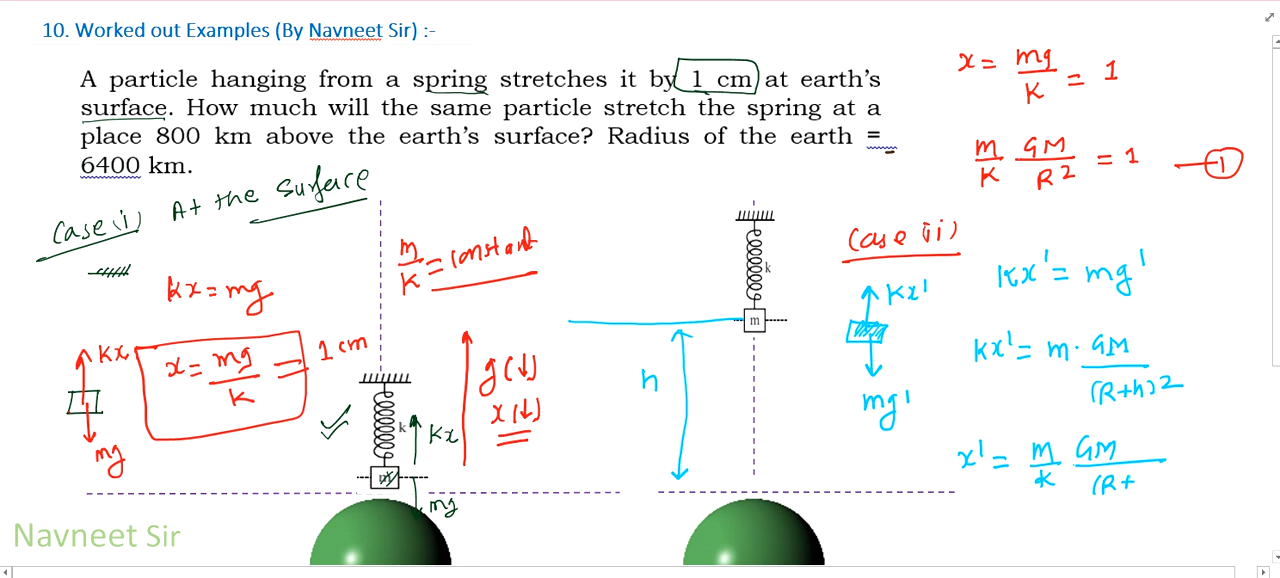 10. Worked out Examples (By Navneet Sir) :-
A particle hanging from a spring stretches it by 1 cm at earth's
surface. How much will the same particle stretch the spring at a
place 800 km above the earth's surface? Radius of the earth =
6400 km.
x = mg/K = 1
m/K GM/R² = 1 —①
Case (i) At the surface
kx = mg
Kx
mg
x = mg/K = 1 cm
m/K = constant
g(↓)
x(↓)
k
Kx
m
mg
k
m
h
Case (ii)
Kx'
mg'
Kx' = mg'
Kx' = m · GM/(R+h)²
x' = m/k GM/(R+
Navneet Sir